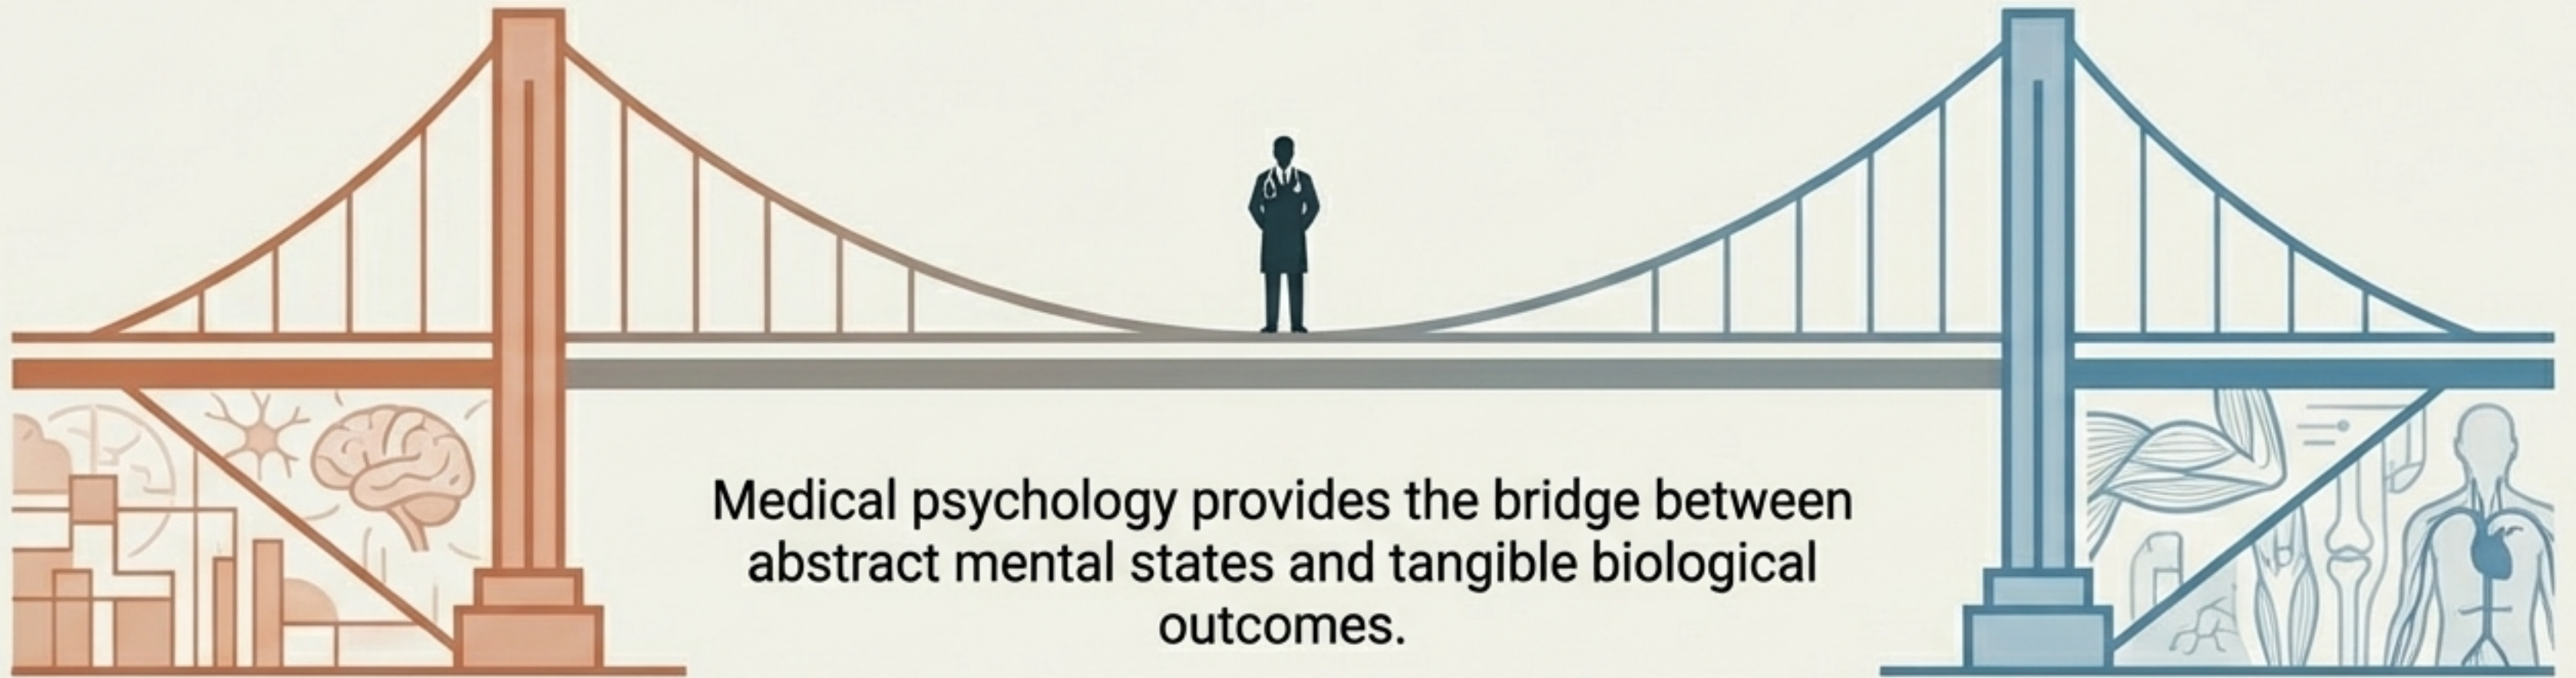 Medical psychology provides the bridge between
abstract mental states and tangible biological
outcomes.